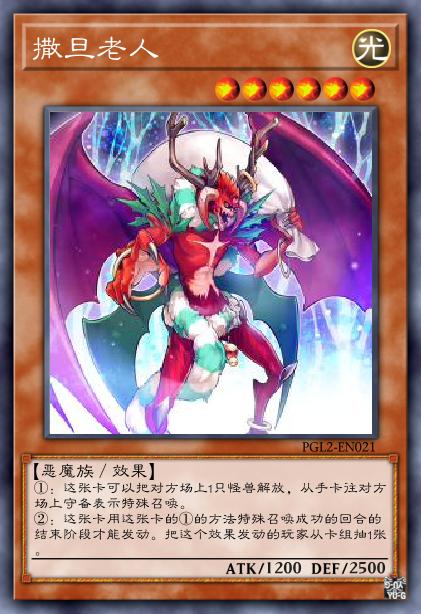 撒旦老人
光
PGL2-EN021
【恶魔族／效果】
①：这张卡可以把对方场上1只怪兽解放，从手卡往对方
场上守备表示特殊召唤。
②：这张卡用这张卡的①的方法特殊召唤成功的回合的
结束阶段才能发动。把这个效果发动的玩家从卡组抽1张
。
ATK/1200 DEF/2500